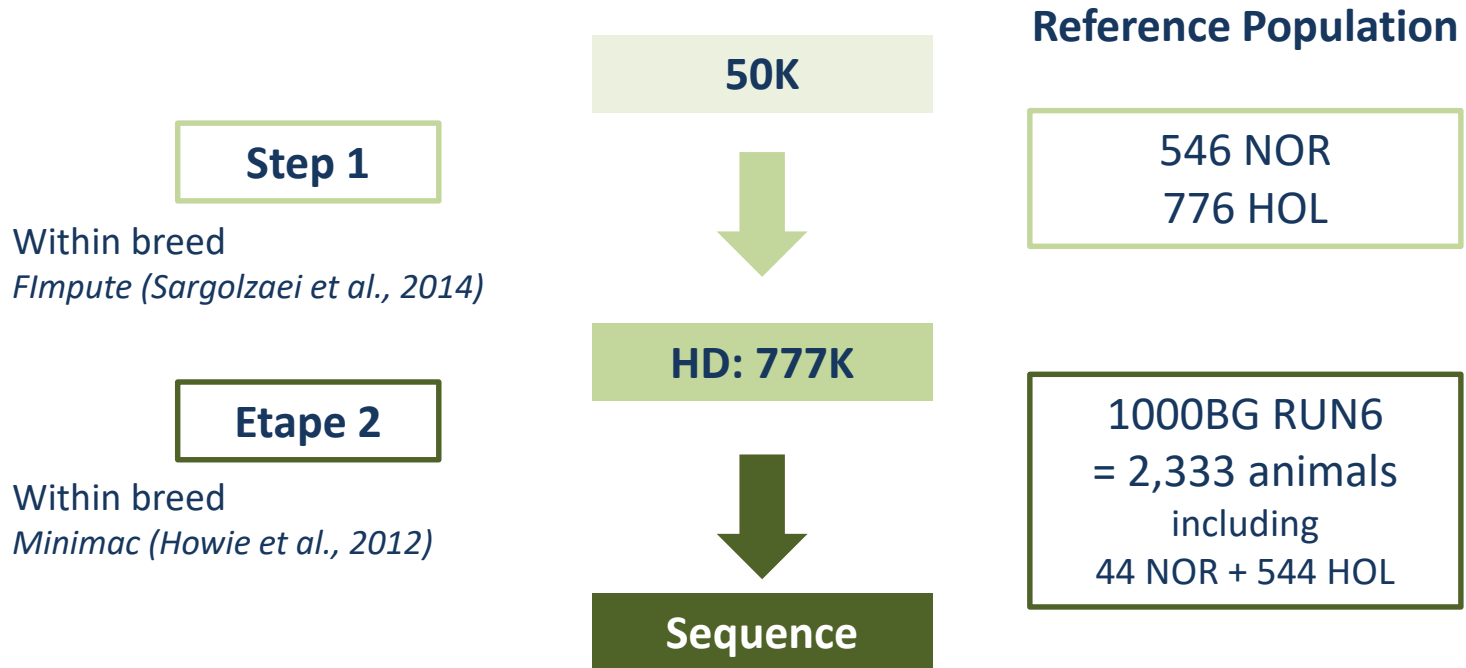 Reference Population
50K
Step 1
546 NOR
776 HOL
Within breed
FImpute (Sargolzaei et al., 2014)
HD: 777K
Etape 2
1000BG RUN6
= 2,333 animals
including
44 NOR + 544 HOL
Within breed
Minimac (Howie et al., 2012)
Sequence